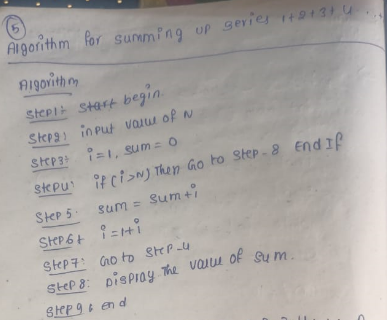 5
Algorithm for summing up series 1+2+3+4...
Algorithm
Step1: Start begin.
Step2: input value of N
Step3: i=1, sum=0
Step4: if (i>N) Then Go to Step-8 End If
Step 5: sum = sum+i
Step6: i=1+i
Step7: Go to Step-4
Step 8: Display the value of sum.
Step 9: end